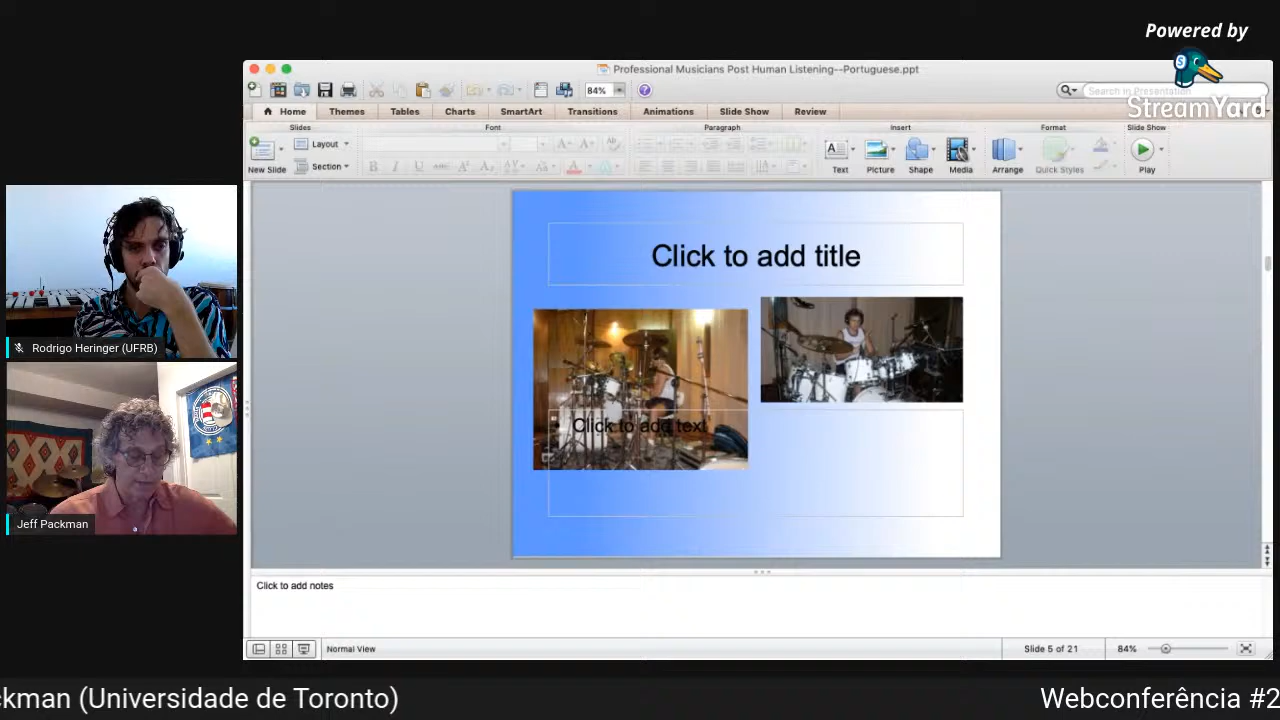 Powered by
StreamYard
Professional Musicians Post Human Listening--Portuguese.ppt
84%
Search in Presentation
Home
Themes
Tables
Charts
SmartArt
Transitions
Animations
Slide Show
Review
Slides
Font
Paragraph
Insert
Format
Slide Show
New Slide
Layout
Section
Text
Picture
Shape
Media
Arrange
Quick Styles
Play
Click to add title
Click to add text
Rodrigo Heringer (UFRB)
Jeff Packman
Click to add notes
Normal View
Slide 5 of 21
84%
ckman (Universidade de Toronto)
Webconferência #2